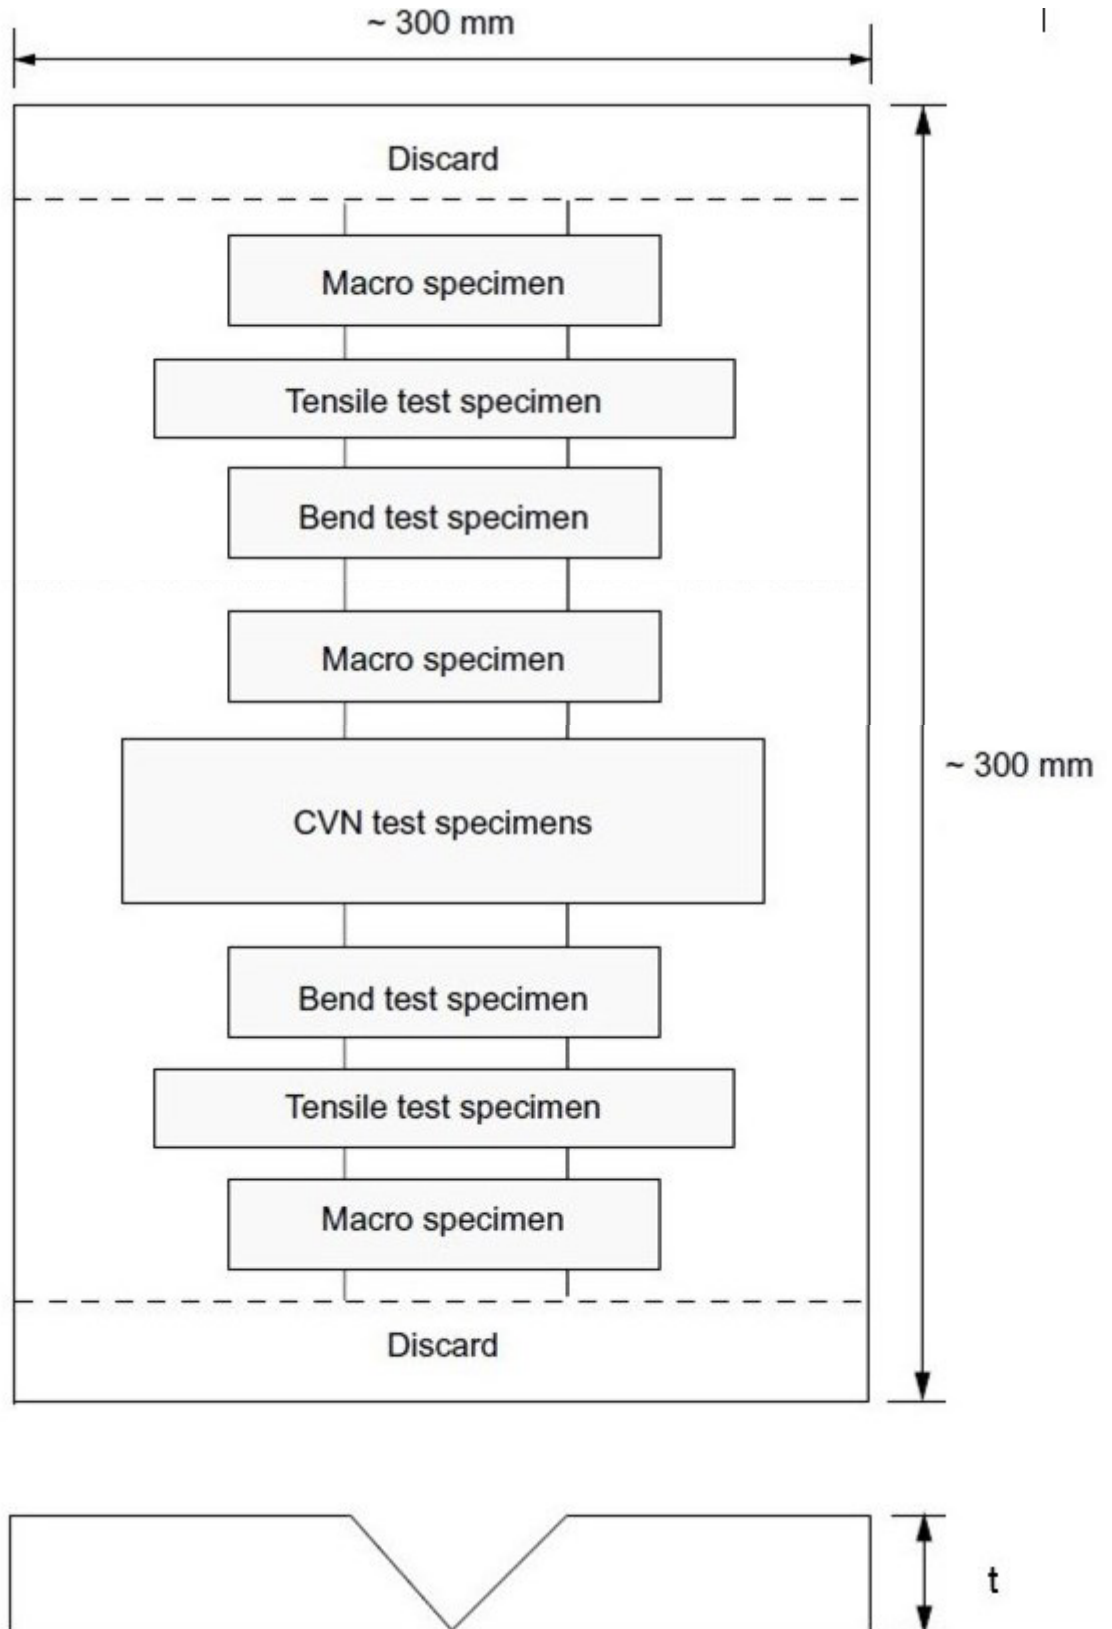 ~ 300 mm
Discard
Macro specimen
Tensile test specimen
Bend test specimen
Macro specimen
~ 300 mm
CVN test specimens
Bend test specimen
Tensile test specimen
Macro specimen
Discard
t